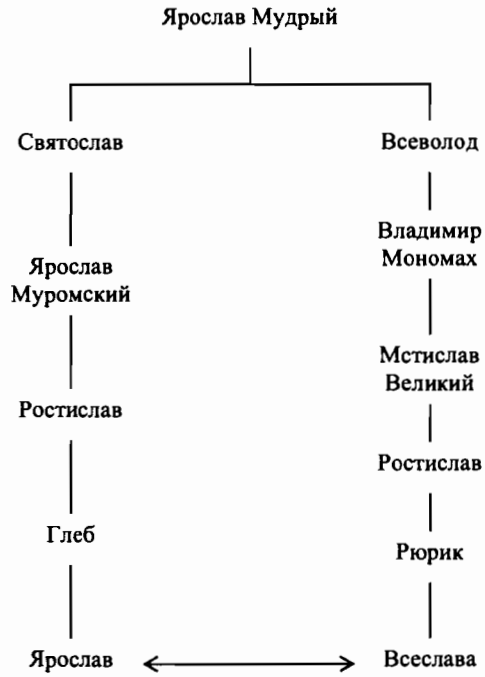 Ярослав Мудрый
Святослав
Всеволод
Владимир
Мономах
Ярослав
Муромский
Мстислав
Великий
Ростислав
Ростислав
Глеб
Рюрик
Ярослав
Всеслава